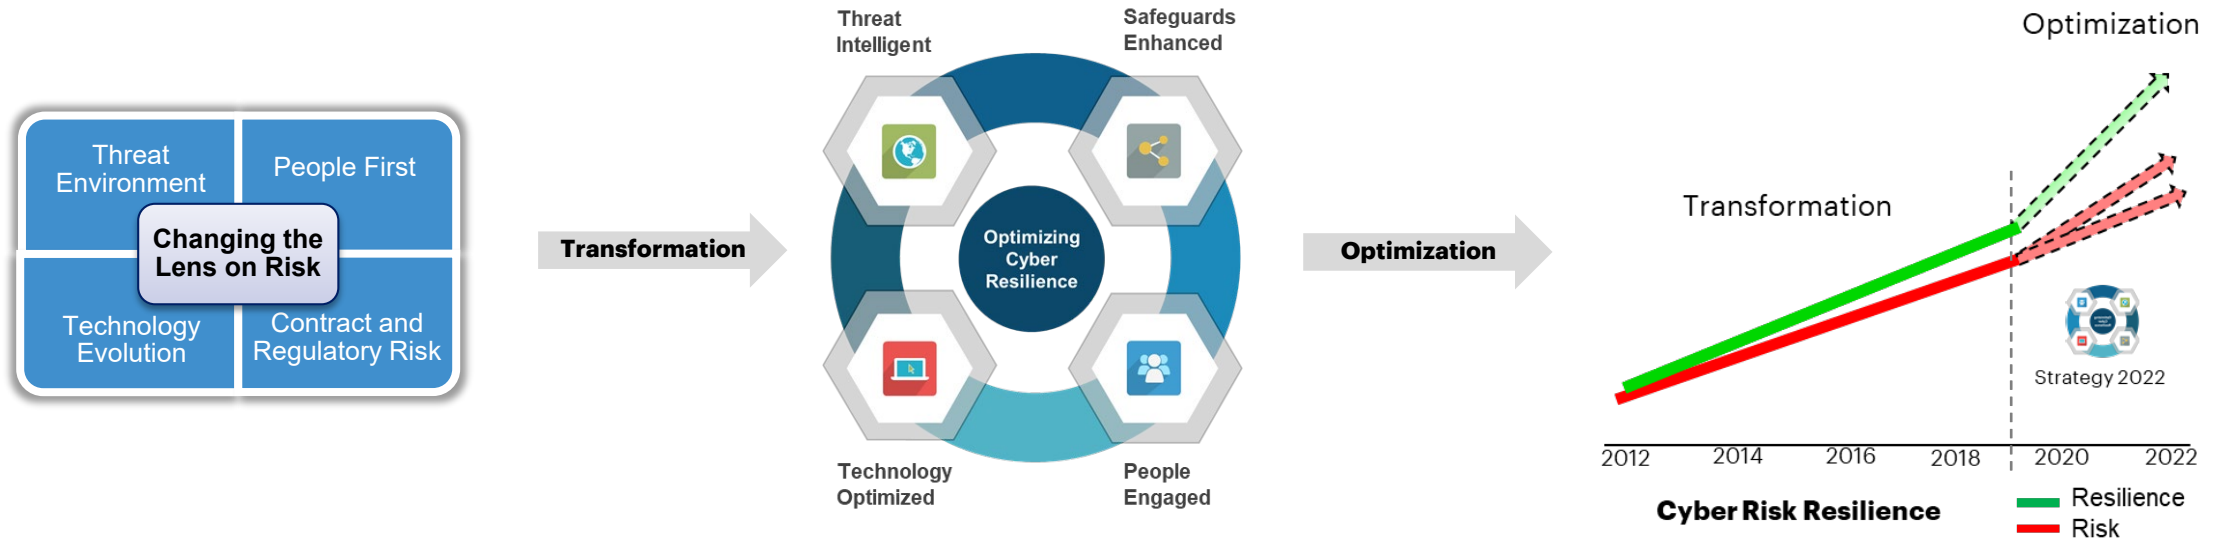 Threat
Environment
People First
Changing the
Lens on Risk
Technology
Evolution
Contract and
Regulatory Risk
Transformation
Threat
Intelligent
Safeguards
Enhanced
Optimizing
Cyber
Resilience
Technology
Optimized
People
Engaged
Optimization
Optimization
Transformation
Strategy 2022
2012
2014
2016
2018
2020
2022
Cyber Risk Resilience
Resilience
Risk